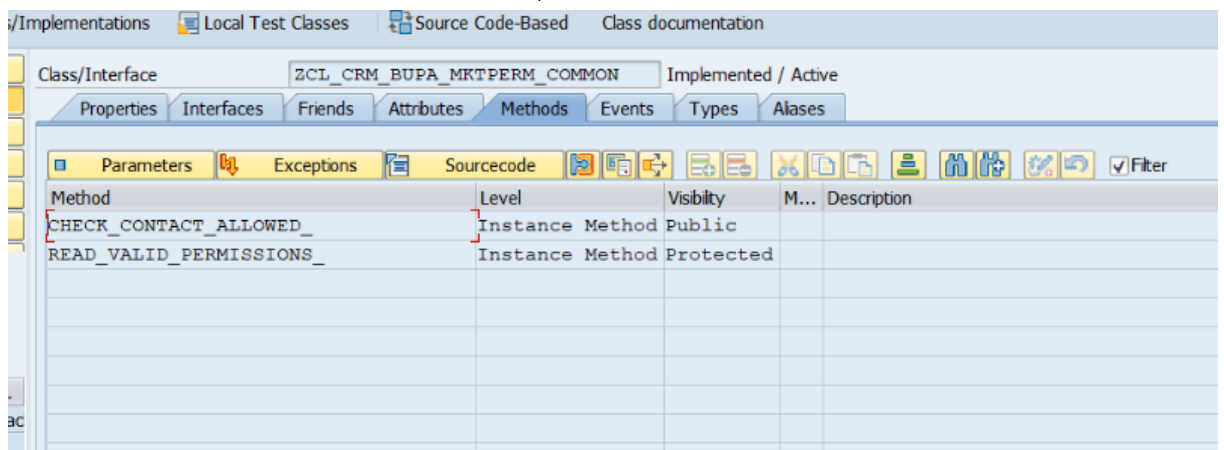 s/Implementations Local Test Classes Source Code-Based Class documentation
Class/Interface ZCL_CRM_BUPA_MKTPERM_COMMON Implemented / Active
Properties Interfaces Friends Attributes Methods Events Types Aliases
Parameters Exceptions Sourcecode Filter
Method Level Visibility M... Description
CHECK_CONTACT_ALLOWED_ Instance Method Public
READ_VALID_PERMISSIONS_ Instance Method Protected
ac